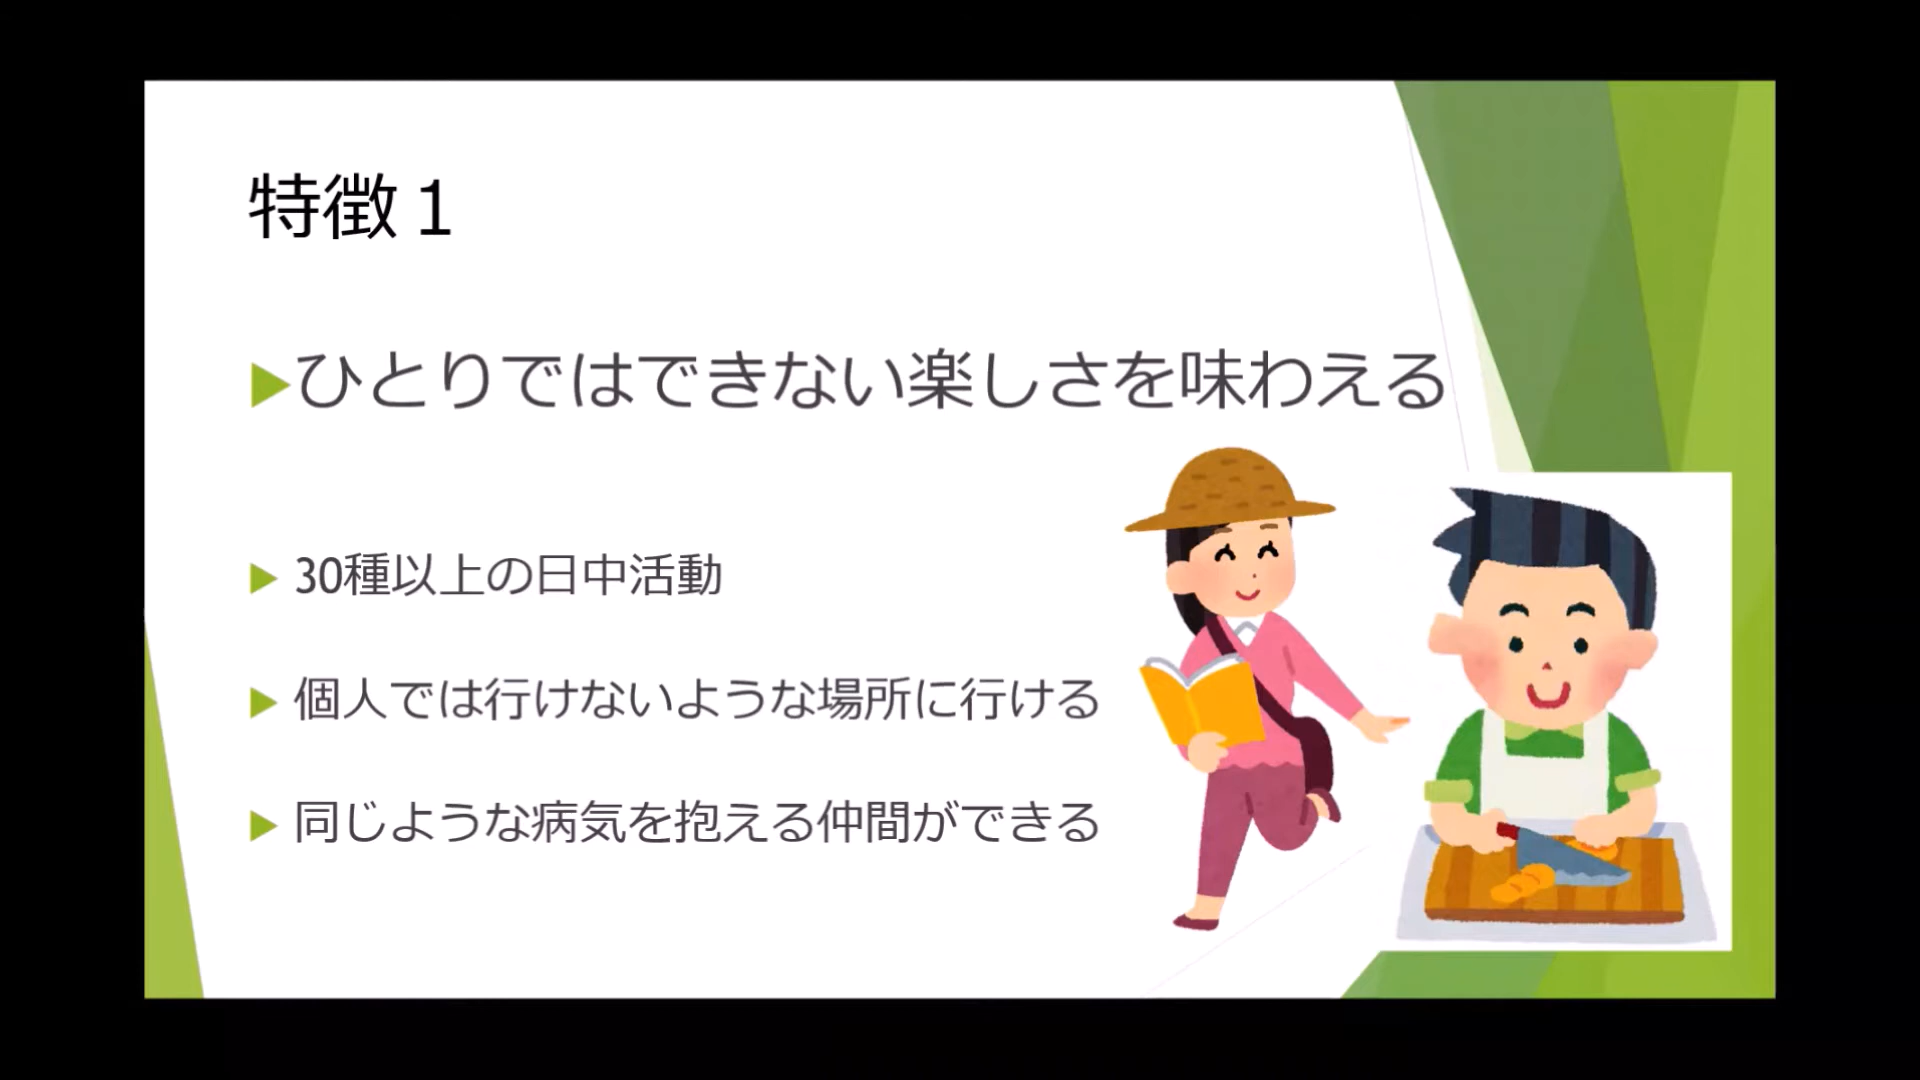 特徴１
ひとりではできない楽しさを味わえる
30種以上の日中活動
個人では行けないような場所に行ける
同じような病気を抱える仲間ができる